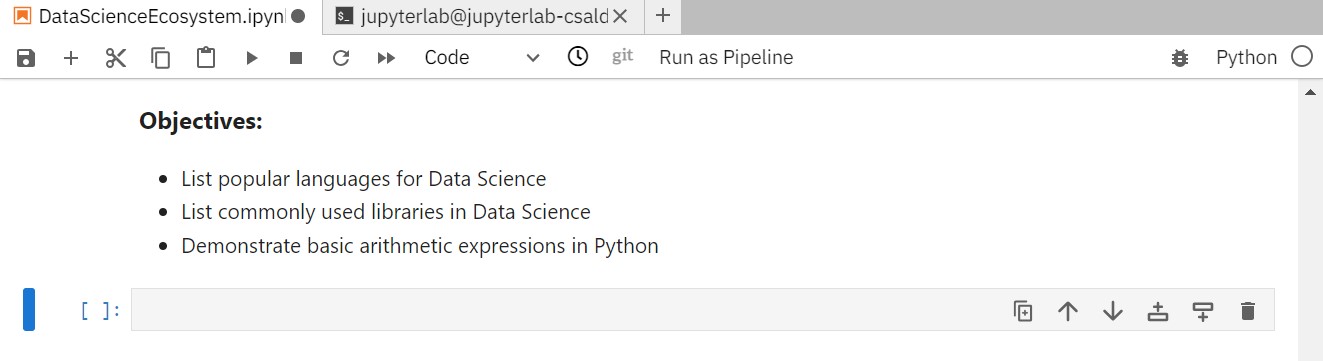 DataScienceEcosystem.ipyn
jupyterlab@jupyterlab-csald
Code
git
Run as Pipeline
Python
Objectives:
• List popular languages for Data Science
• List commonly used libraries in Data Science
• Demonstrate basic arithmetic expressions in Python
[ ]: